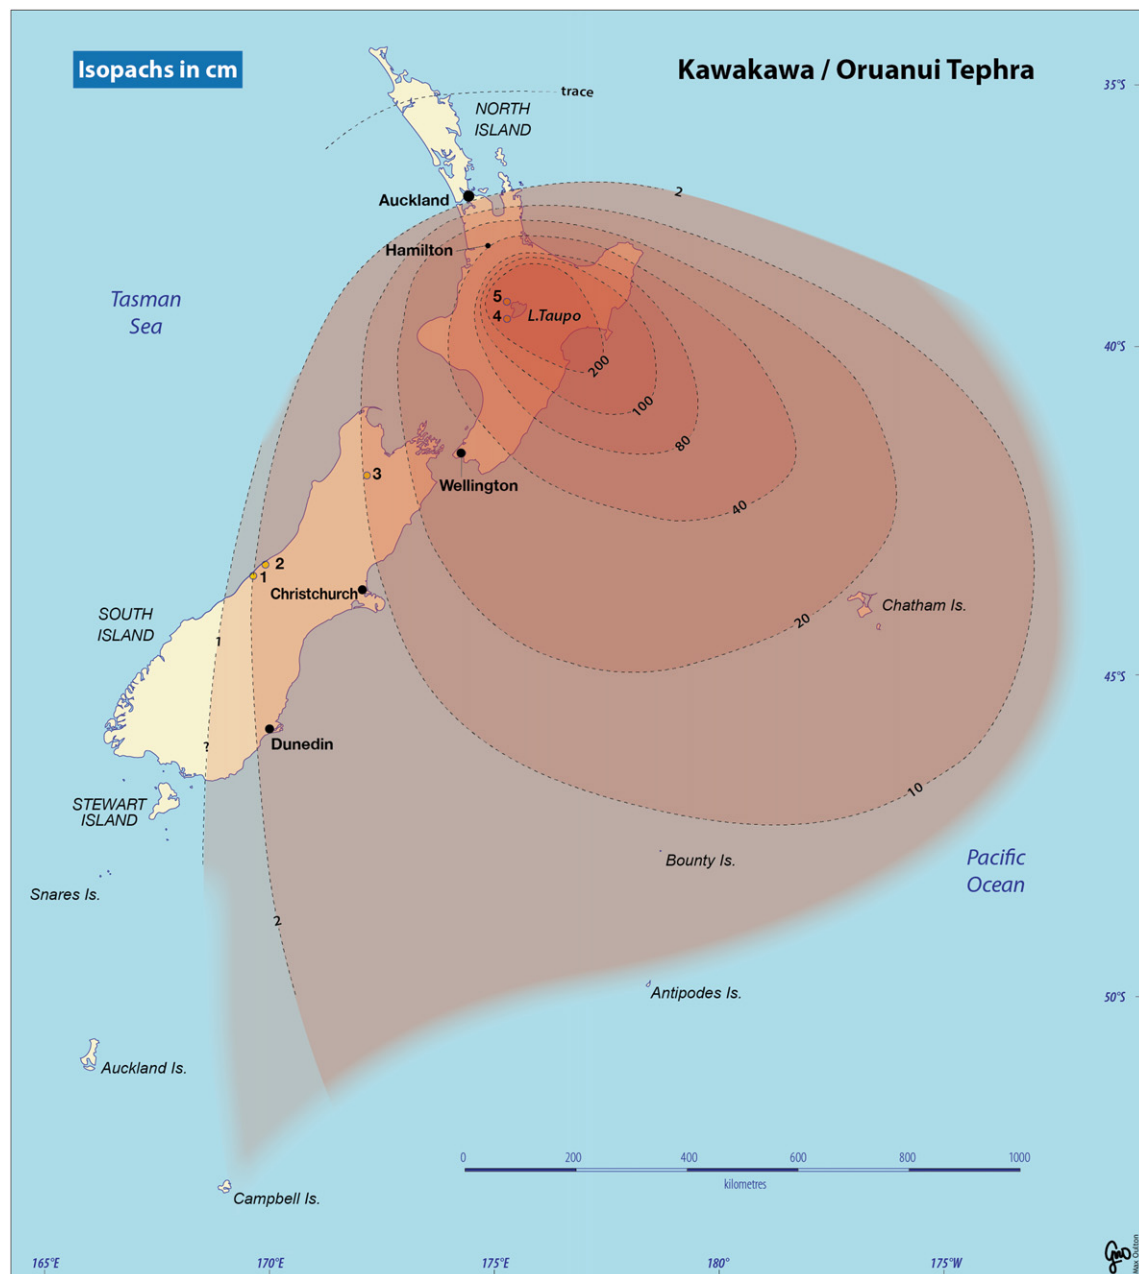 Isopachs in cm
Kawakawa / Oruanui Tephra
35°S
trace
NORTH
ISLAND
2
Auckland
Hamilton
Tasman
Sea
5
4
L.Taupo
40°S
200
100
80
3
Wellington
40
2
1
Christchurch
Chatham Is.
SOUTH
ISLAND
1
20
45°S
?
Dunedin
10
STEWART
ISLAND
Bounty Is.
Pacific
Ocean
Snares Is.
2
Antipodes Is.
50°S
Auckland Is.
0
200
400
600
800
1000
kilometres
Campbell Is.
165°E
170°E
175°E
180°
175°W
Max Oulton